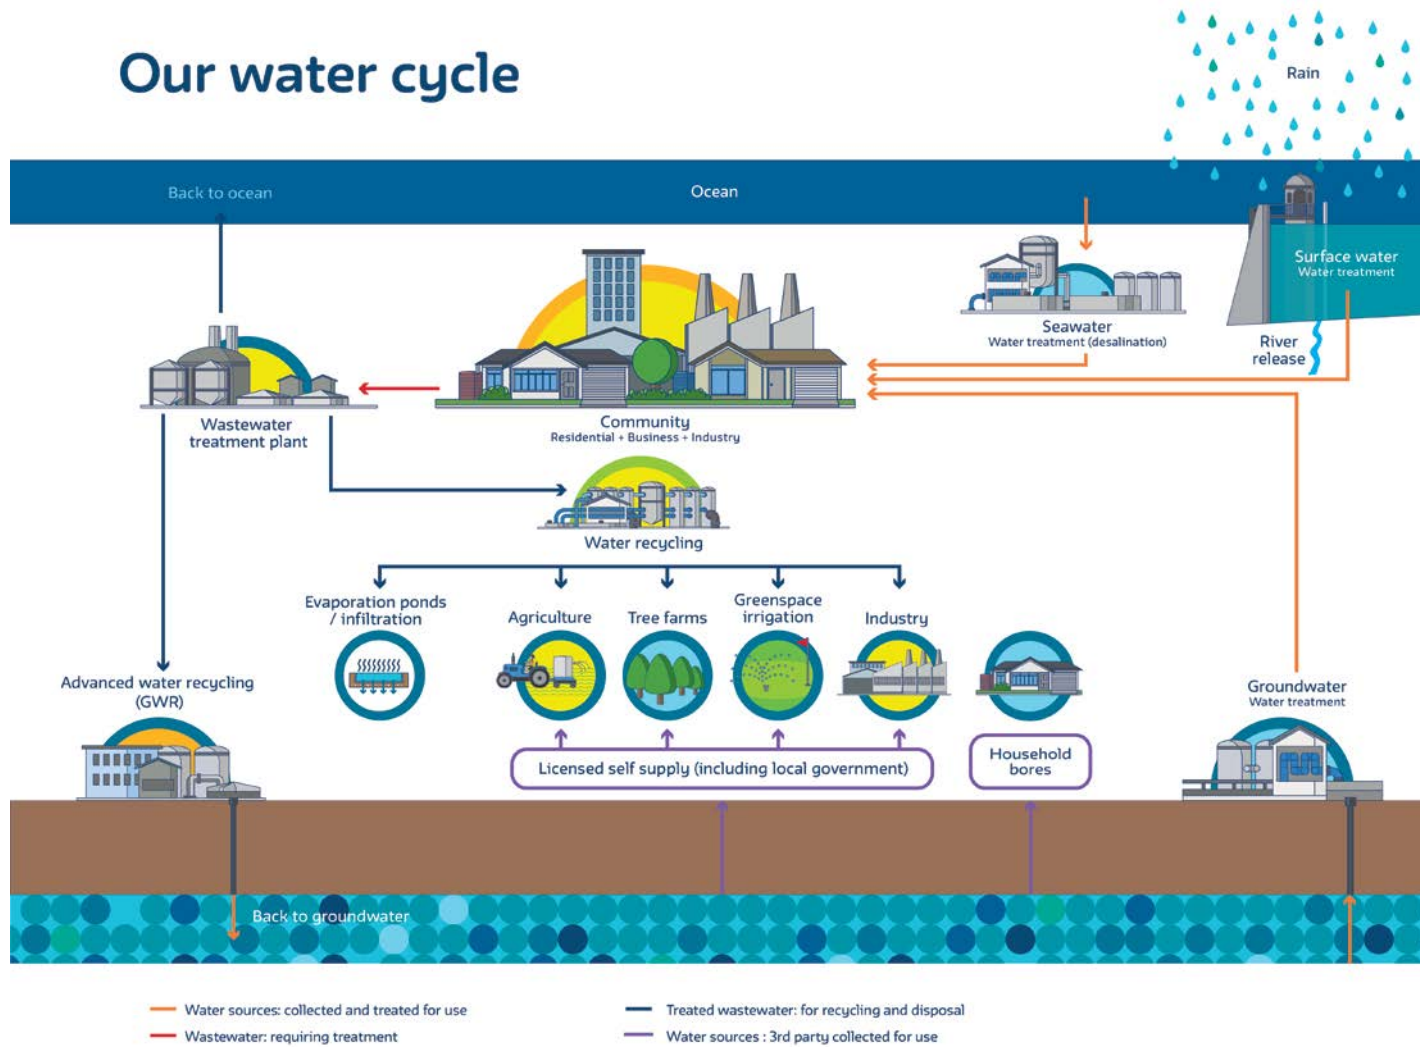 Our water cycle
Rain
Back to ocean
Ocean
Surface water
Water treatment
Seawater
Water treatment (desalination)
River
release
Wastewater
treatment plant
Community
Residential + Business + Industry
Water recycling
Evaporation ponds
/ infiltration
Agriculture
Tree farms
Greenspace
irrigation
Industry
Advanced water recycling
(GWR)
Groundwater
Water treatment
Licensed self supply (including local government)
Household
bores
Back to groundwater
Water sources: collected and treated for use
Treated wastewater: for recycling and disposal
Wastewater: requiring treatment
Water sources : 3rd party collected for use